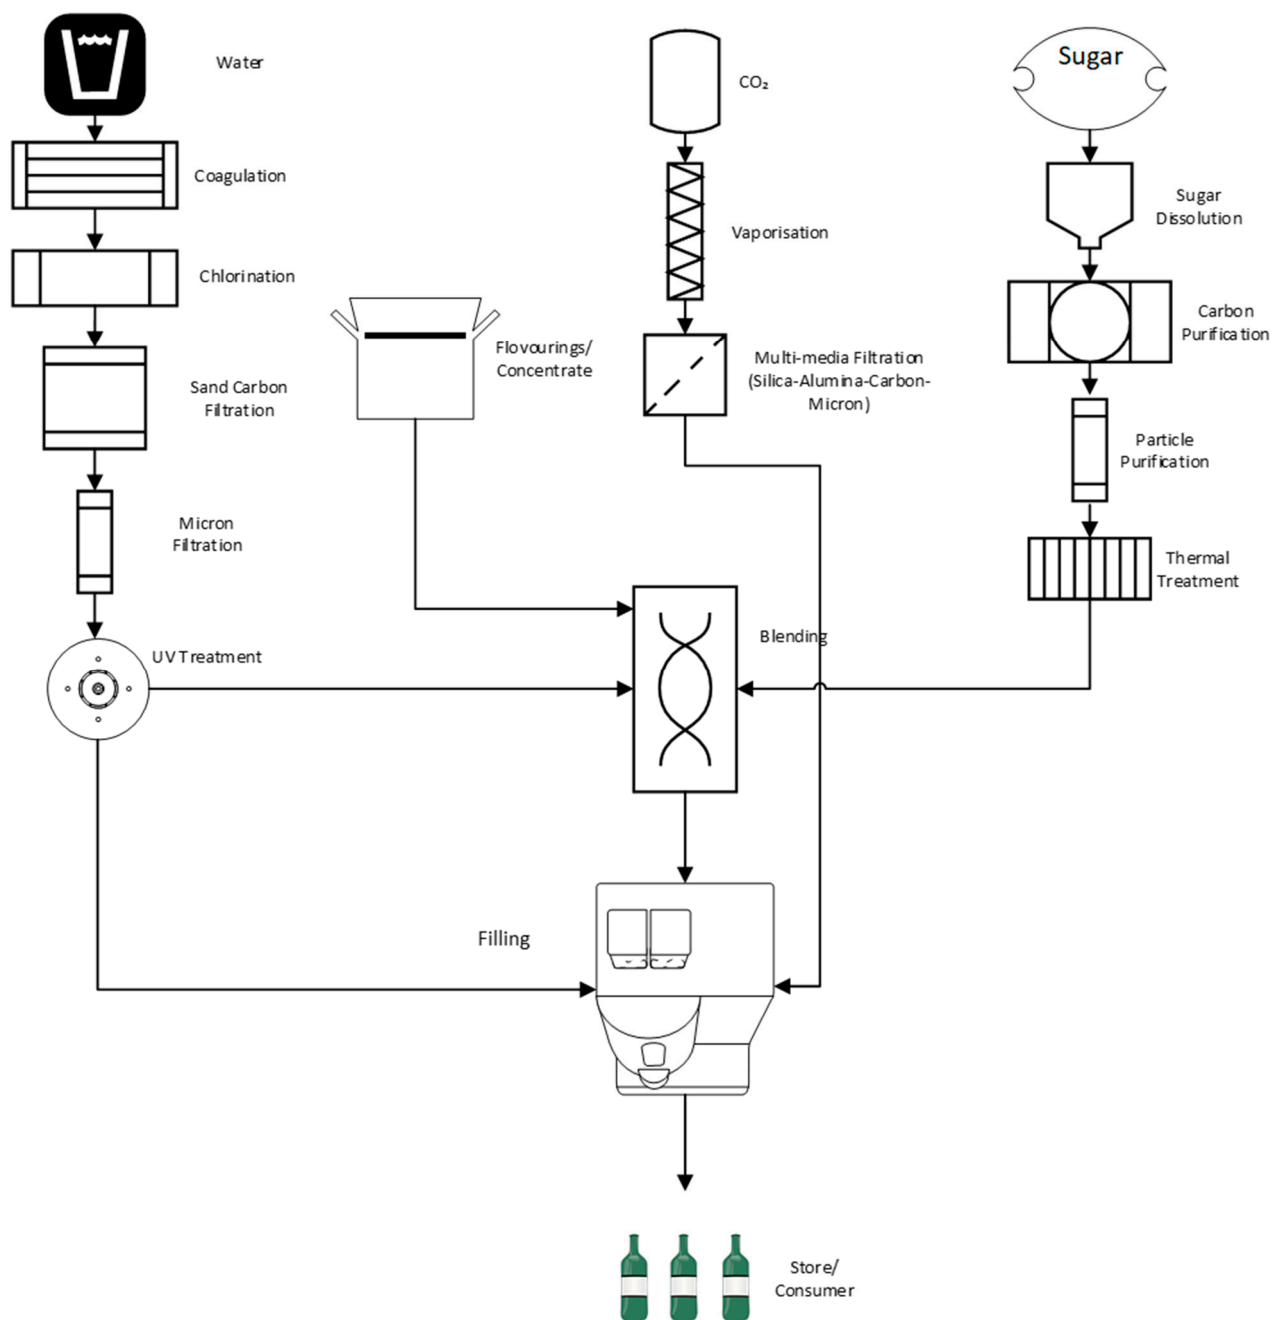 Water
Coagulation
Chlorination
Sand Carbon
Filtration
Micron
Filtration
UV Treatment
Flovourings/
Concentrate
CO₂
Vaporisation
Multi-media Filtration
(Silica-Alumina-Carbon-
Micron)
Sugar
Sugar
Dissolution
Carbon
Purification
Particle
Purification
Thermal
Treatment
Blending
Filling
Store/
Consumer